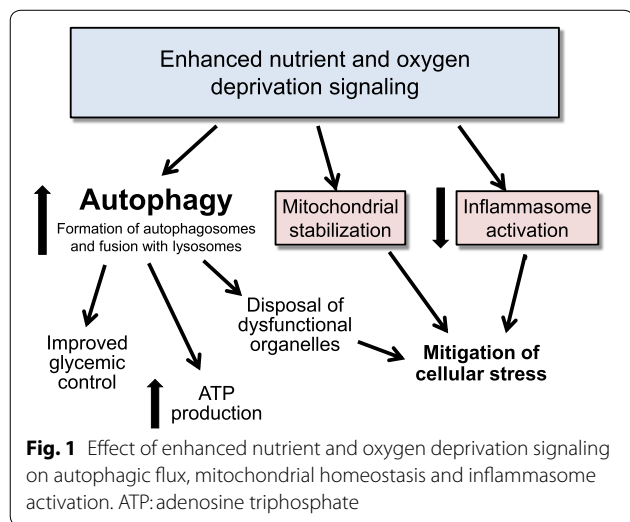 Enhanced nutrient and oxygen
deprivation signaling
Autophagy
Formation of autophagosomes
and fusion with lysosomes
Mitochondrial
stabilization
Inflammasome
activation
Improved
glycemic
control
ATP
production
Disposal of
dysfunctional
organelles
Mitigation of
cellular stress
Fig. 1 Effect of enhanced nutrient and oxygen deprivation signaling
on autophagic flux, mitochondrial homeostasis and inflammasome
activation. ATP: adenosine triphosphate